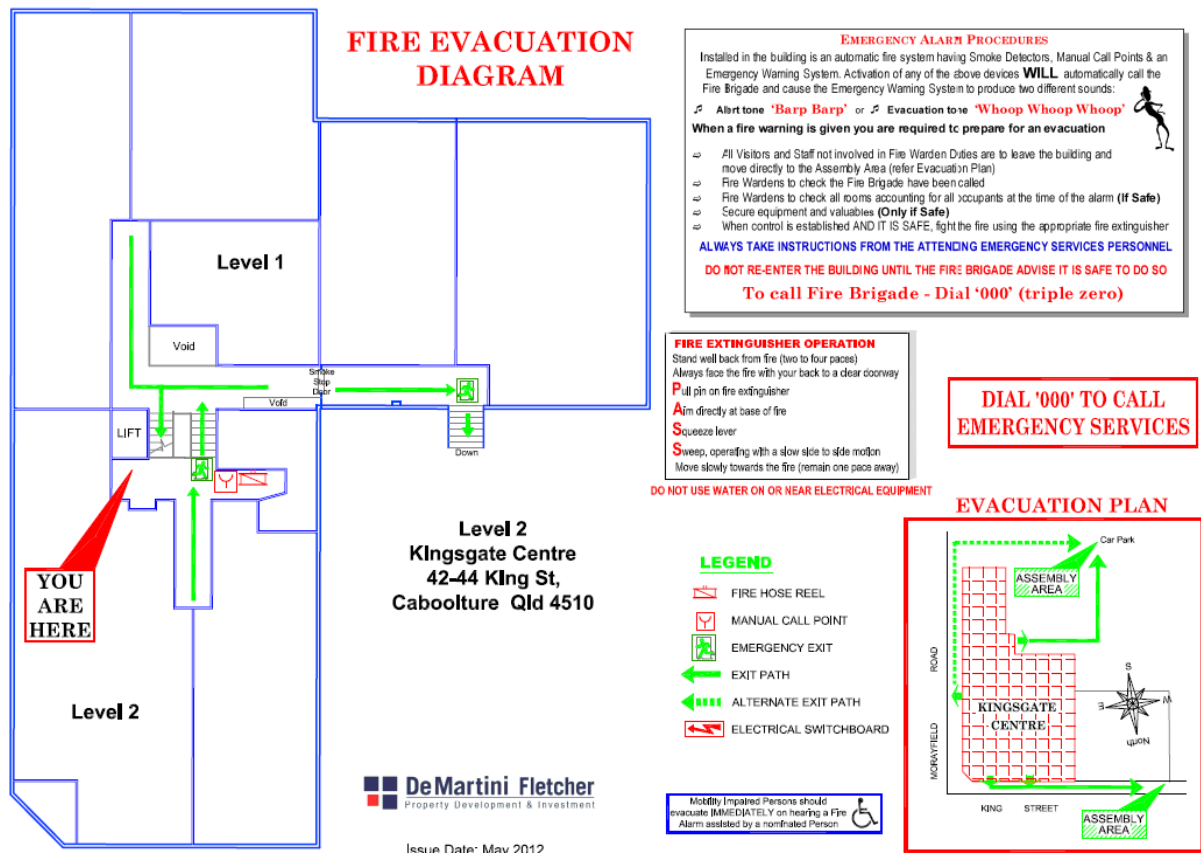 FIRE EVACUATION
DIAGRAM
Level 1
Void
Smoke
Stop
Door
Void
LIFT
Down
YOU
ARE
HERE
Level 2
Kingsgate Centre
42-44 King St,
Caboolture Qld 4510
Level 2
DeMartini Fletcher
Property Development & Investment
Issue Date: May 2012
EMERGENCY ALARM PROCEDURES
Installed in the building is an automatic fire system having Smoke Detectors, Manual Call Points & an
Emergency Warning System. Activation of any of the above devices WILL automatically call the
Fire Brigade and cause the Emergency Warning System to produce two different sounds:
♬ Alert tone 'Barp Barp' or ♬ Evacuation tone 'Whoop Whoop Whoop'
When a fire warning is given you are required to prepare for an evacuation
⇨ All Visitors and Staff not involved in Fire Warden Duties are to leave the building and
move directly to the Assembly Area (refer Evacuation Plan)
⇨ Fire Wardens to check the Fire Brigade have been called
⇨ Fire Wardens to check all rooms accounting for all occupants at the time of the alarm (If Safe)
⇨ Secure equipment and valuables (Only if Safe)
⇨ When control is established AND IT IS SAFE, fight the fire using the appropriate fire extinguisher
ALWAYS TAKE INSTRUCTIONS FROM THE ATTENDING EMERGENCY SERVICES PERSONNEL
DO NOT RE-ENTER THE BUILDING UNTIL THE FIRE BRIGADE ADVISE IT IS SAFE TO DO SO
To call Fire Brigade - Dial '000' (triple zero)
FIRE EXTINGUISHER OPERATION
Stand well back from fire (two to four paces)
Always face the fire with your back to a clear doorway
Pull pin on fire extinguisher
Aim directly at base of fire
Squeeze lever
Sweep, operating with a slow side to side motion
Move slowly towards the fire (remain one pace away)
DO NOT USE WATER ON OR NEAR ELECTRICAL EQUIPMENT
DIAL '000' TO CALL
EMERGENCY SERVICES
LEGEND
FIRE HOSE REEL
MANUAL CALL POINT
EMERGENCY EXIT
EXIT PATH
ALTERNATE EXIT PATH
ELECTRICAL SWITCHBOARD
Mobility Impaired Persons should
evacuate IMMEDIATELY on hearing a Fire
Alarm assisted by a nominated Person
EVACUATION PLAN
Car Park
ASSEMBLY
AREA
MORAYFIELD ROAD
KINGSGATE
CENTRE
S
E
W
North
KING STREET
ASSEMBLY
AREA